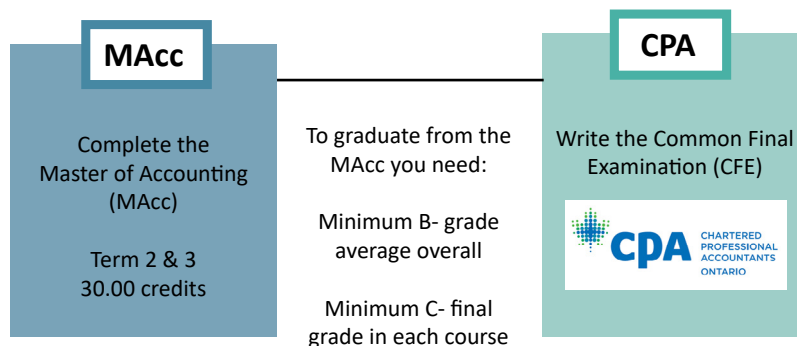 MAcc
Complete the
Master of Accounting
(MAcc)
Term 2 & 3
30.00 credits
To graduate from the
MAcc you need:
Minimum B- grade
average overall
Minimum C- final
grade in each course
CPA
Write the Common Final
Examination (CFE)
CPA
CHARTERED
PROFESSIONAL
ACCOUNTANTS
ONTARIO